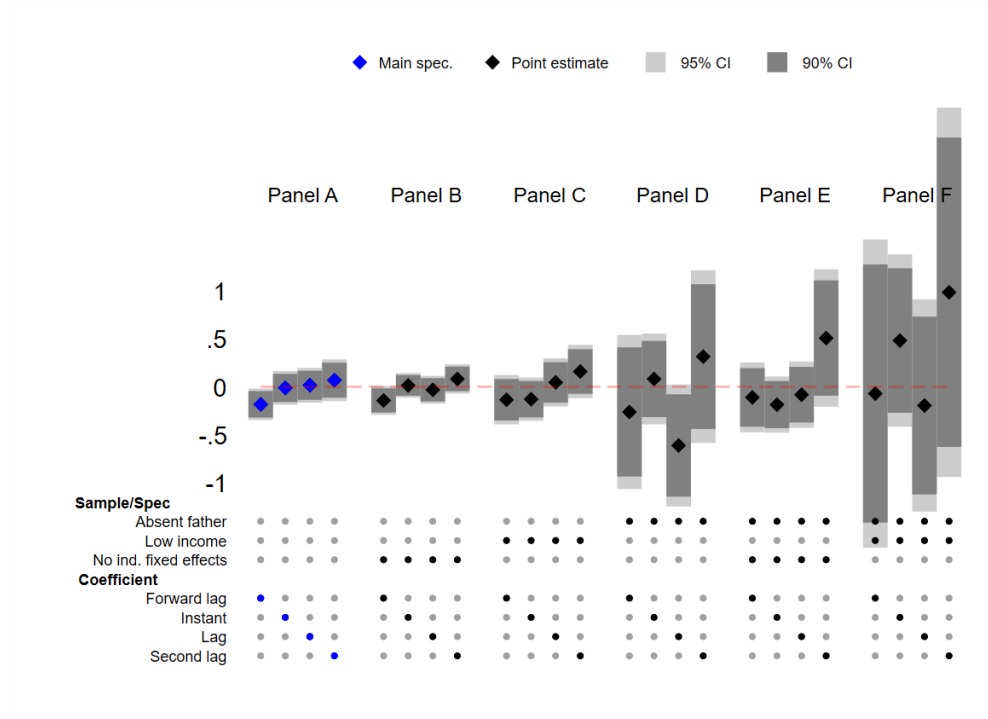 Main spec. Point estimate 95% CI 90% CI
Panel A Panel B Panel C Panel D Panel E Panel F
1
.5
0
-.5
-1
Sample/Spec
Absent father
Low income
No ind. fixed effects
Coefficient
Forward lag
Instant
Lag
Second lag